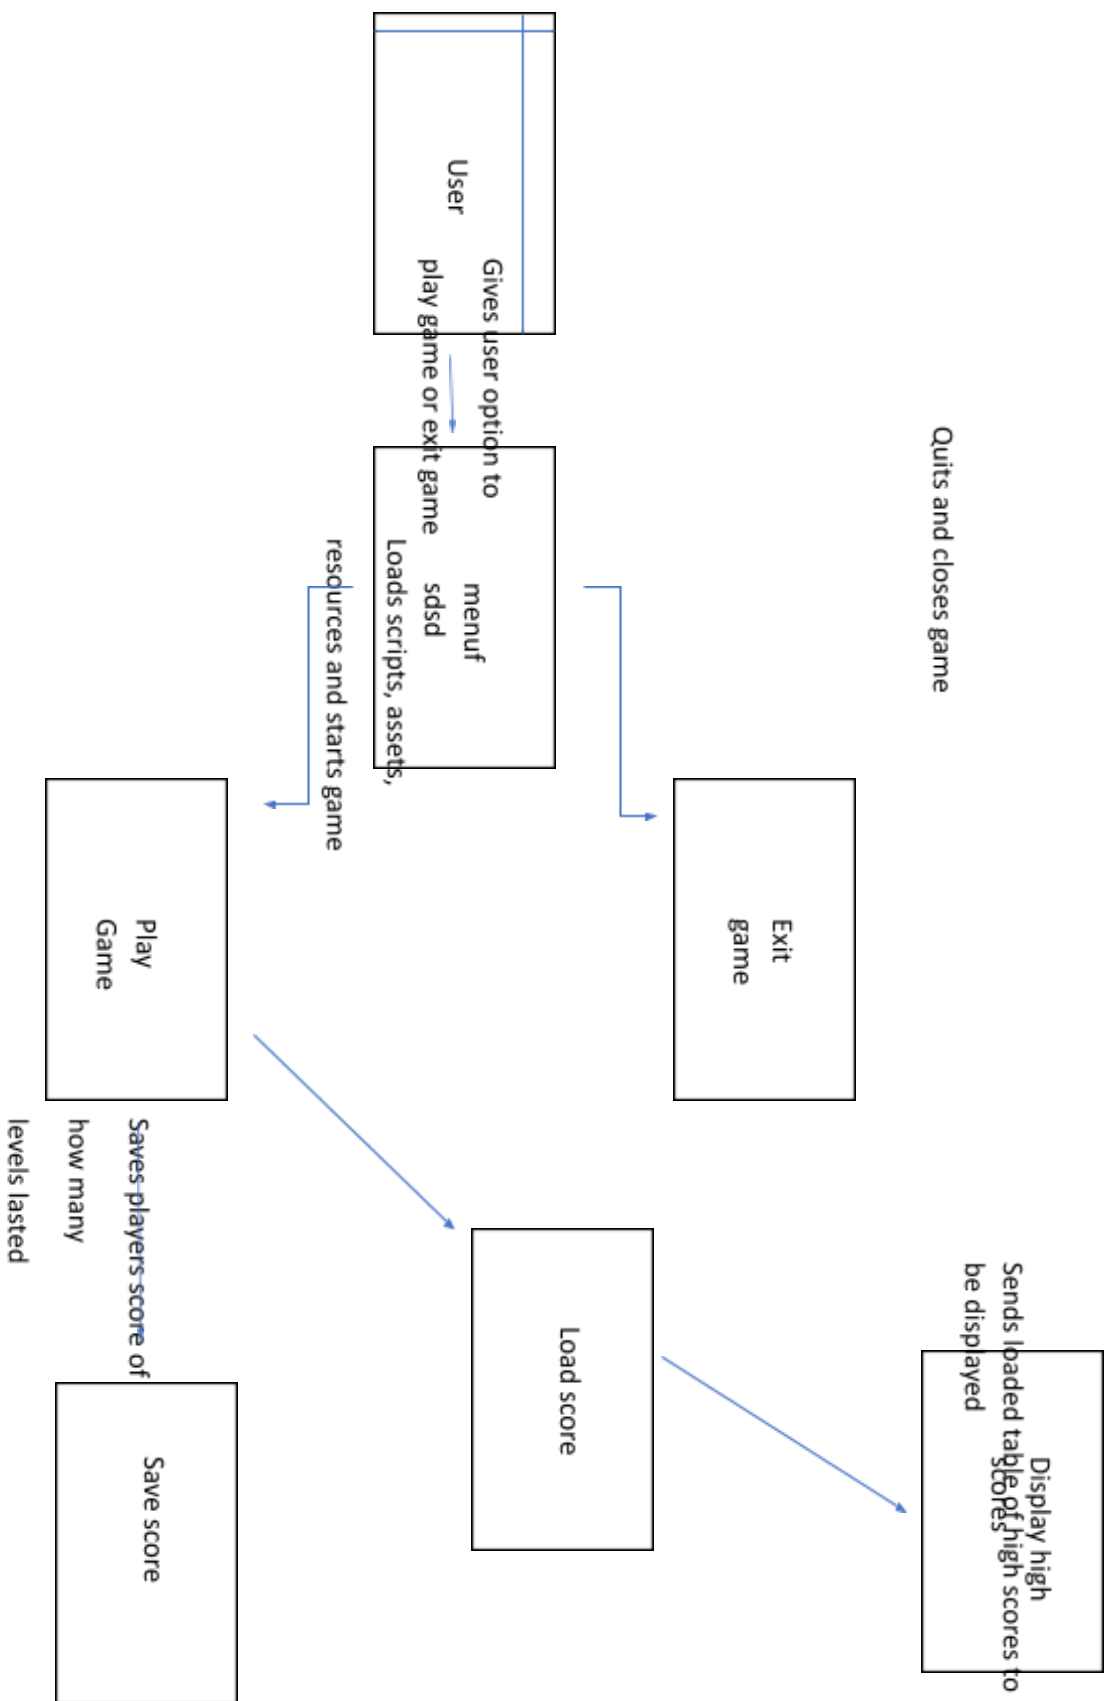 Quits and closes game
Sends loaded table of high scores to
be displayed
Display high
scores
Exit
game
User
Gives user option to
play game or exit game
menuf
sdsd
Load score
Loads scripts, assets,
resources and starts game
Play
Game
Saves players score of
how many
levels lasted
Save score